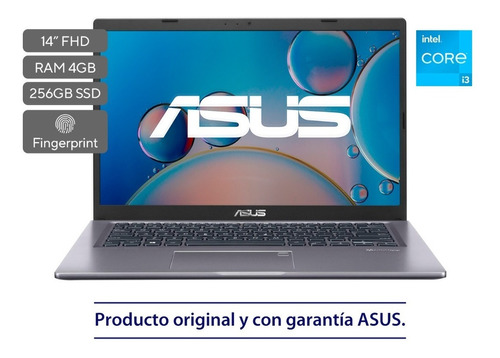 14” FHD
RAM 4GB
256GB SSD
Fingerprint
intel
CORE
i3
ASUS
ASUS
Producto original y con garantía ASUS.